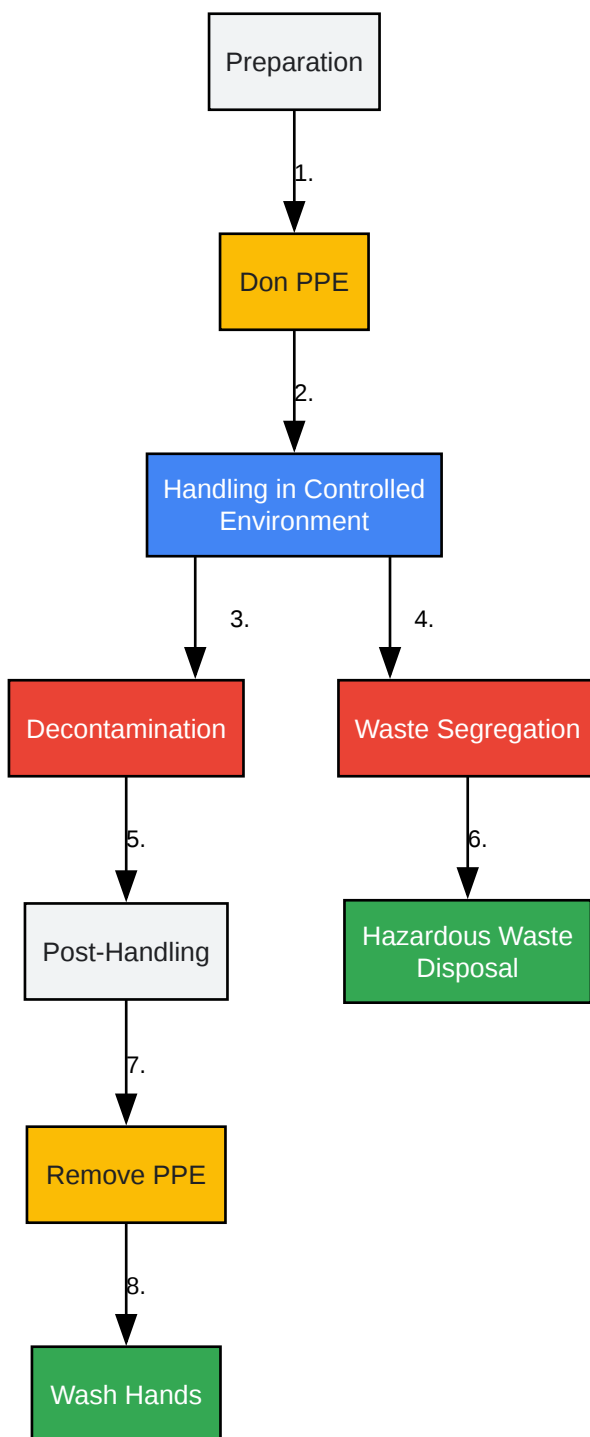 Preparation
1.
Don PPE
2.
Handling in Controlled
Environment
3.
4.
Decontamination
Waste Segregation
5.
6.
Post-Handling
Hazardous Waste
Disposal
7.
Remove PPE
8.
Wash Hands